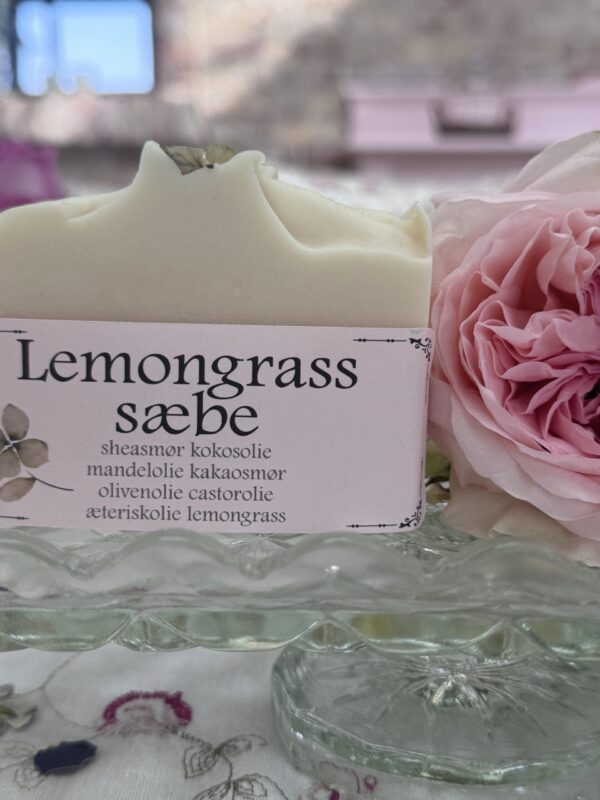 Lemongrass
sæbe
sheasmør kokosolie
mandelolie kakaosmør
olivenolie castorolie
æteriskolie lemongrass